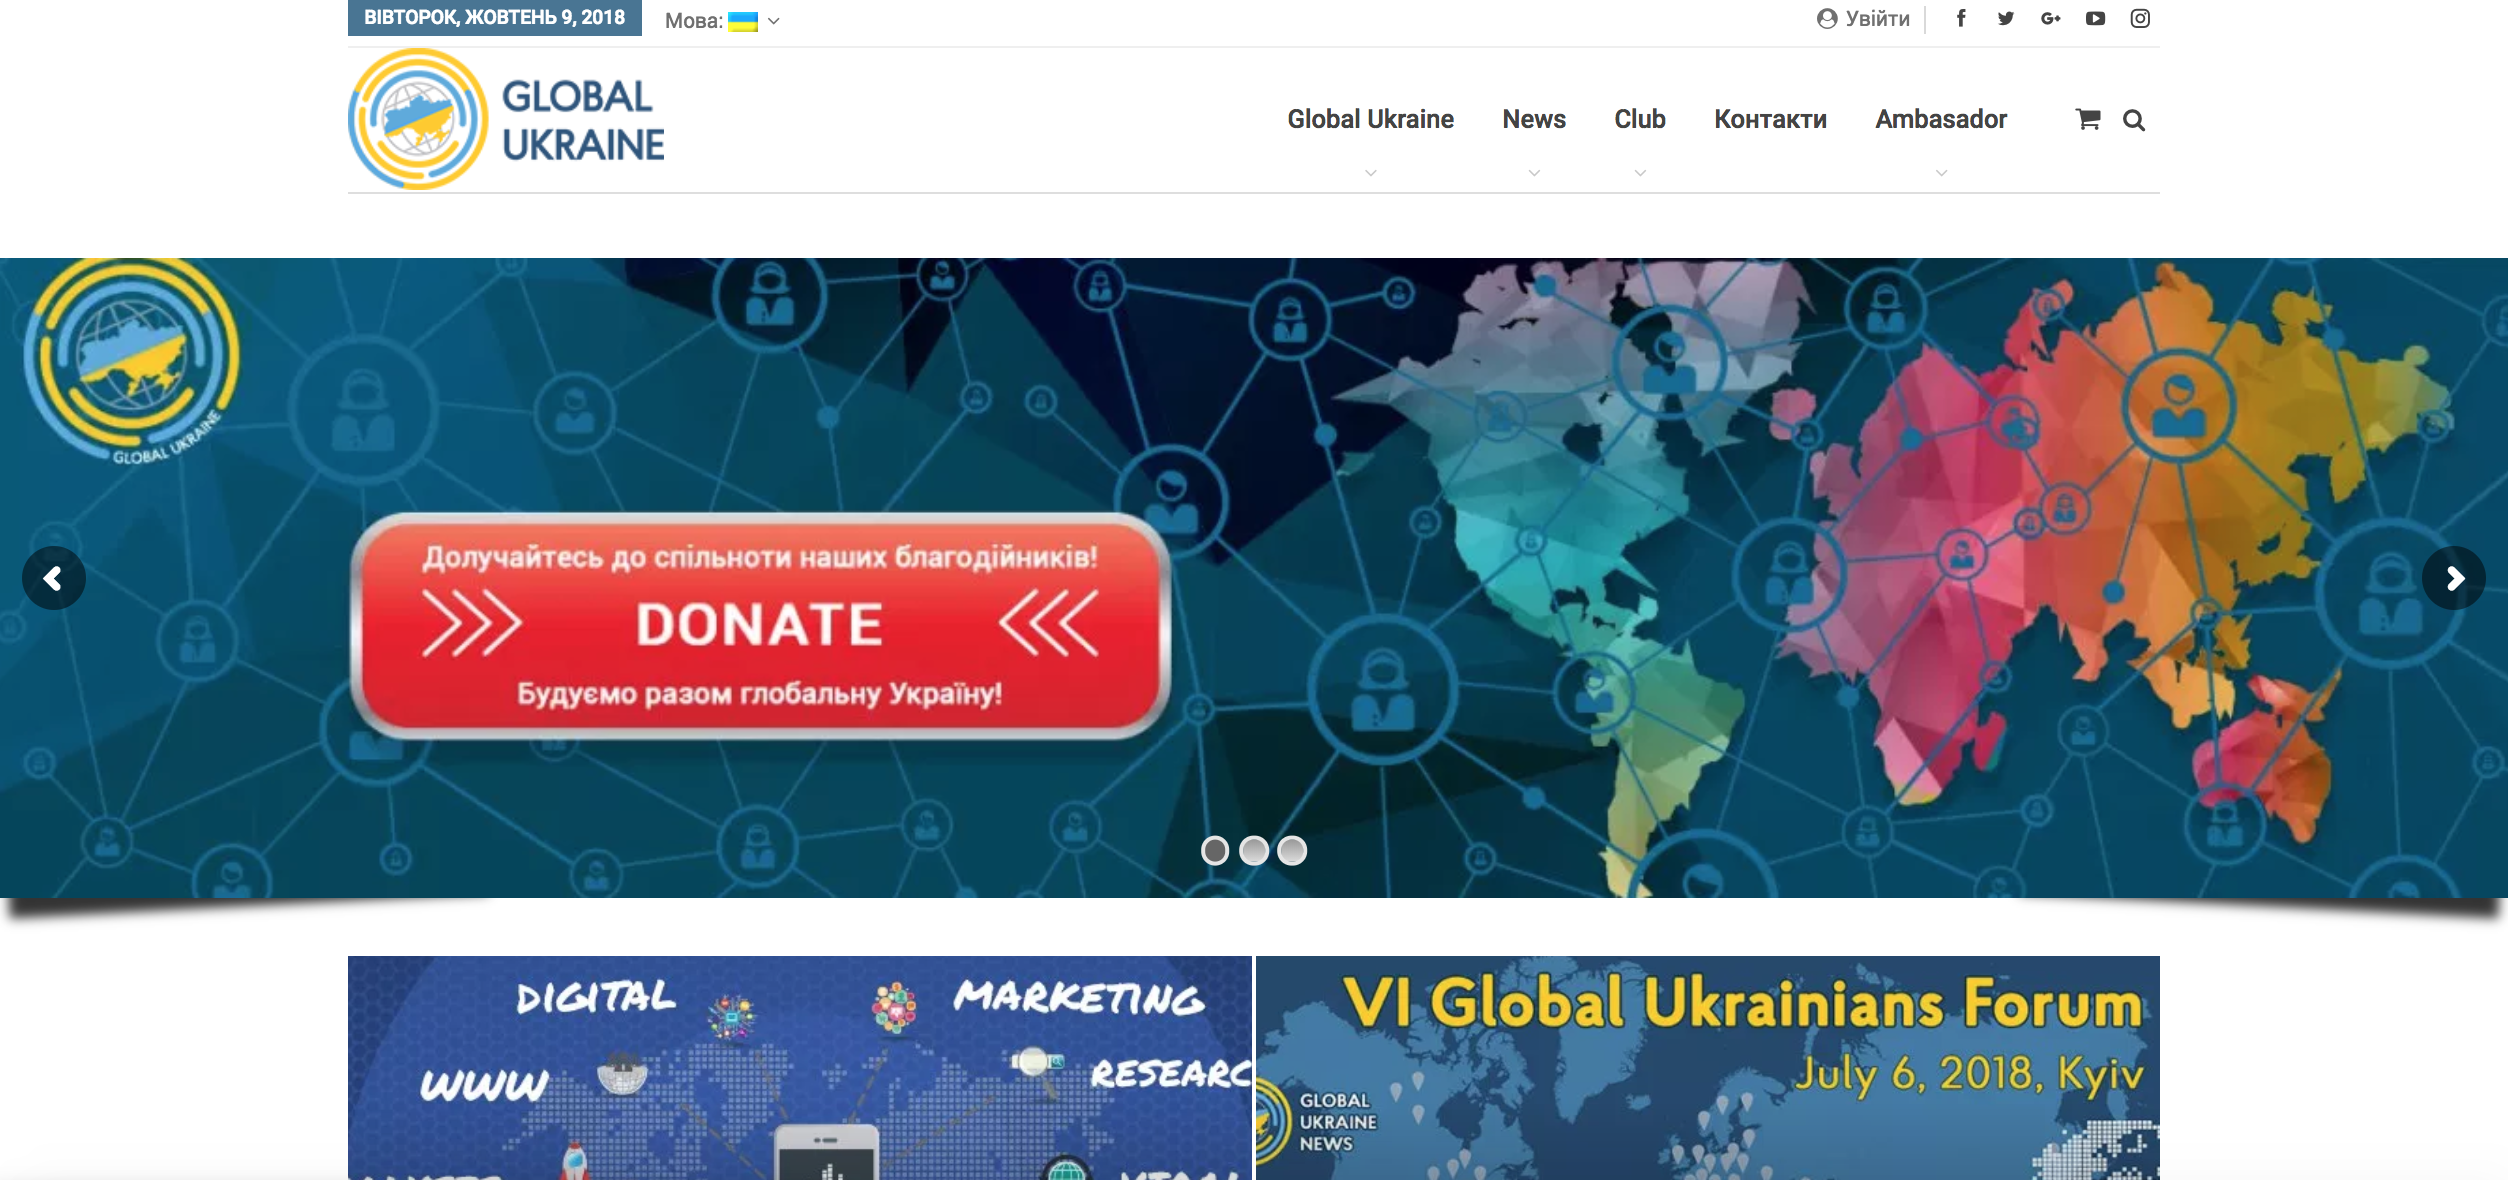 ВІВТОРОК, ЖОВТЕНЬ 9, 2018
Мова:
Увійти
GLOBAL
UKRAINE
Global Ukraine
News
Club
Контакти
Ambasador
GLOBAL UKRAINE
Долучайтесь до спільноти наших благодійників!
DONATE
Будуємо разом глобальну Україну!
DIGITAL
MARKETING
WWW
RESEARC
VI Global Ukrainians Forum
July 6, 2018, Kyiv
GLOBAL
UKRAINE
NEWS